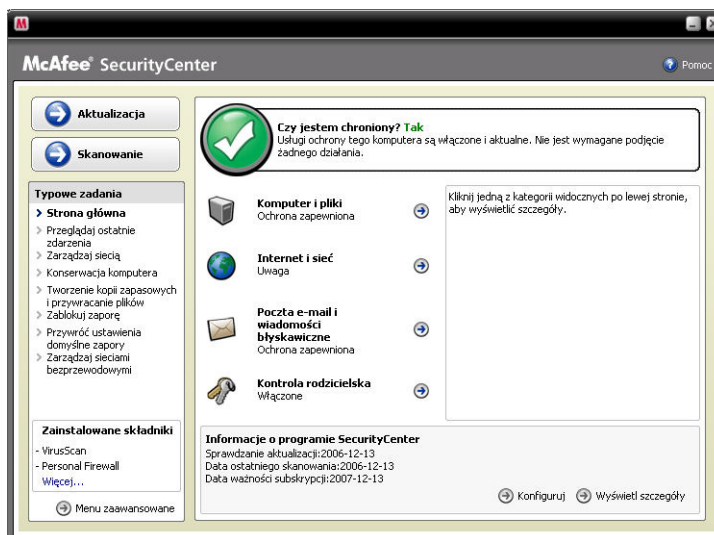 McAfee® SecurityCenter
Pomoc
Aktualizacja
Skanowanie
Typowe zadania
Strona główna
Przeglądaj ostatnie
zdarzenia
Zarządzaj siecią
Konserwacja komputera
Tworzenie kopii zapasowych
i przywracanie plików
Zablokuj zaporę
Przywróć ustawienia
domyślne zapory
Zarządzaj sieciami
bezprzewodowymi
Zainstalowane składniki
- VirusScan
- Personal Firewall
Więcej...
Menu zaawansowane
Czy jestem chroniony? Tak
Usługi ochrony tego komputera są włączone i aktualne. Nie jest wymagane podjęcie
żadnego działania.
Komputer i pliki
Ochrona zapewniona
Internet i sieć
Uwaga
Poczta e-mail i
wiadomości
błyskawiczne
Ochrona zapewniona
Kontrola rodzicielska
Włączone
Kliknij jedną z kategorii widocznych po lewej stronie,
aby wyświetlić szczegóły.
Informacje o programie SecurityCenter
Sprawdzanie aktualizacji:2006-12-13
Data ostatniego skanowania:2006-12-13
Data ważności subskrypcji:2007-12-13
Konfiguruj
Wyświetl szczegóły